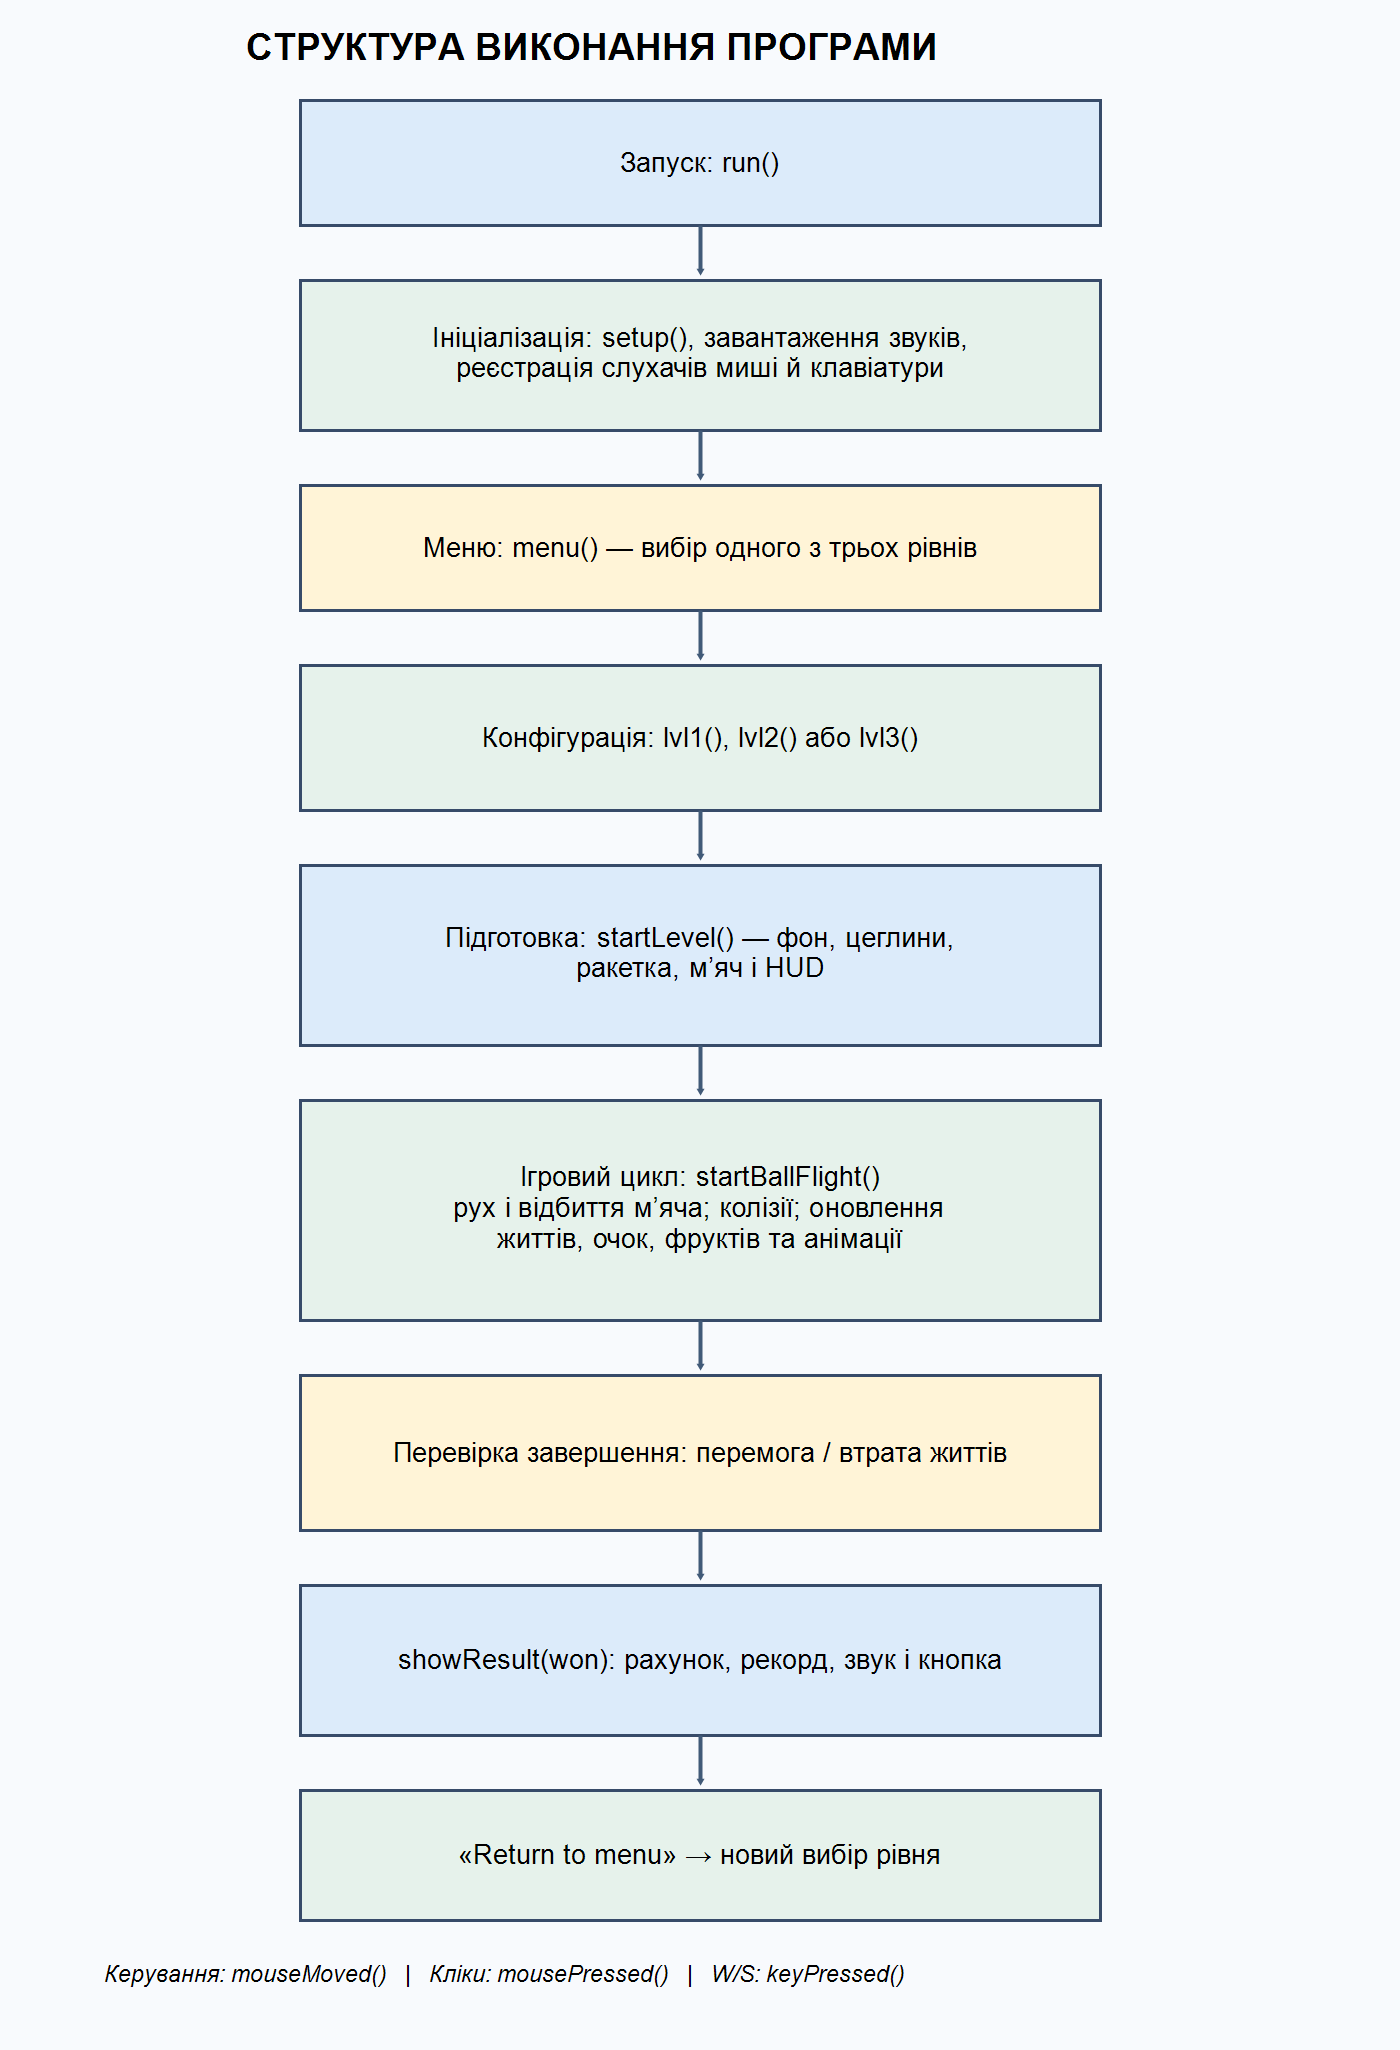 СТРУКТУРА ВИКОНАННЯ ПРОГРАМИ
Запуск: run()
Ініціалізація: setup(), завантаження звуків,
реєстрація слухачів миші й клавіатури
Меню: menu() — вибір одного з трьох рівнів
Конфігурація: lvl1(), lvl2() або lvl3()
Підготовка: startLevel() — фон, цеглини,
ракетка, м’яч і HUD
Ігровий цикл: startBallFlight()
рух і відбиття м’яча; колізії; оновлення
життів, очок, фруктів та анімації
Перевірка завершення: перемога / втрата життів
showResult(won): рахунок, рекорд, звук і кнопка
«Return to menu» → новий вибір рівня
Керування: mouseMoved() | Кліки: mousePressed() | W/S: keyPressed()